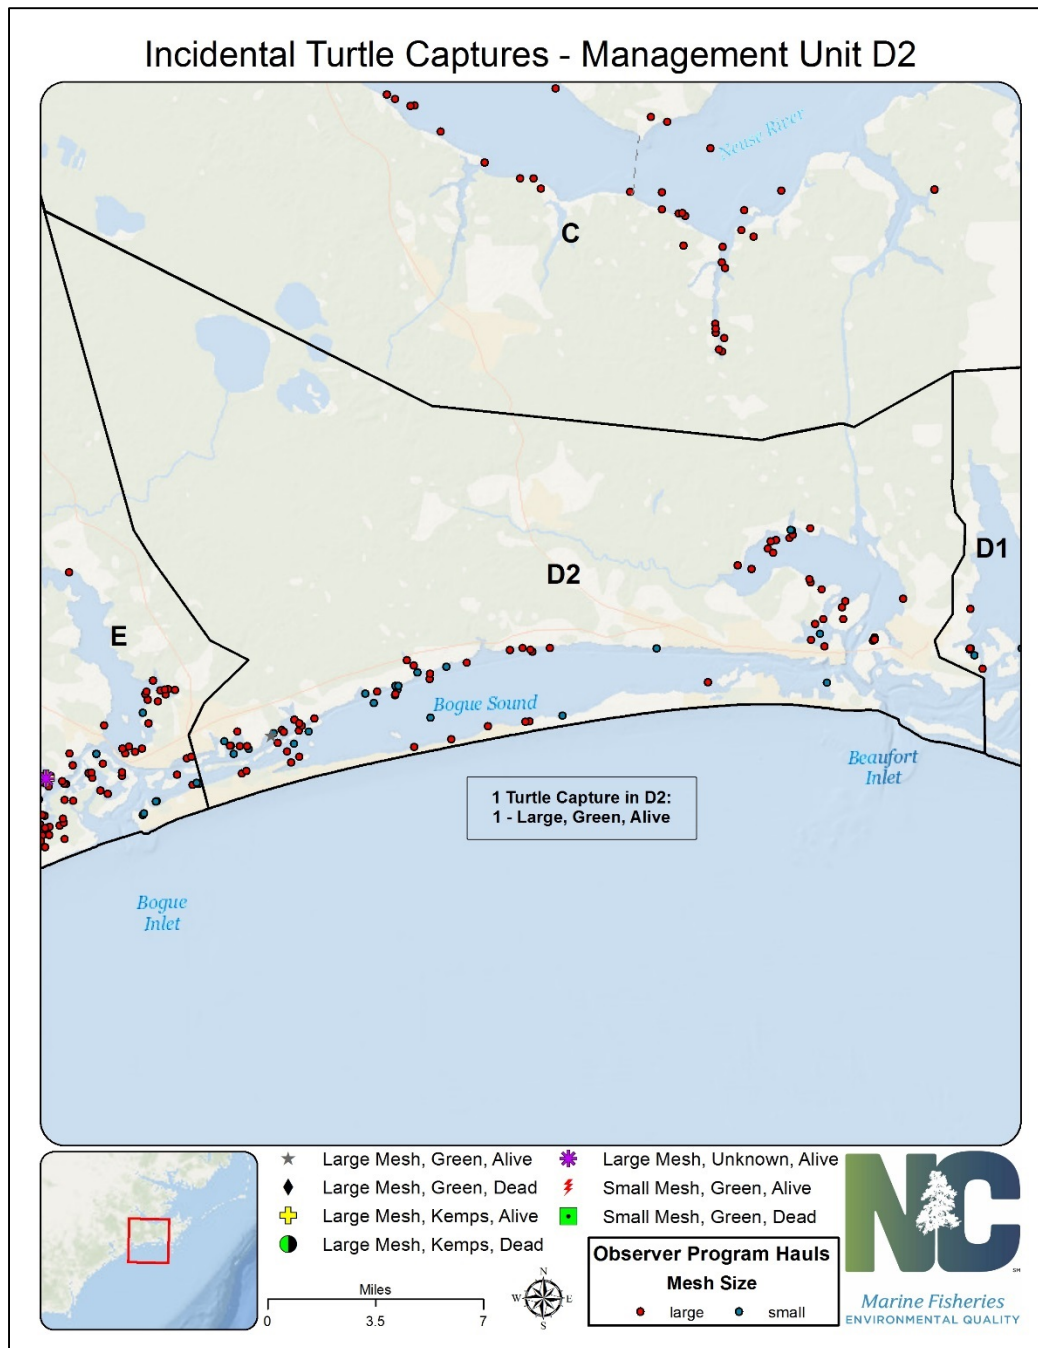 Incidental Turtle Captures - Management Unit D2
Neuse River
C
D1
D2
E
Bogue Sound
Beaufort
Inlet
1 Turtle Capture in D2:
1 - Large, Green, Alive
Bogue
Inlet
Large Mesh, Green, Alive
Large Mesh, Green, Dead
Large Mesh, Kemps, Alive
Large Mesh, Kemps, Dead
Large Mesh, Unknown, Alive
Small Mesh, Green, Alive
Small Mesh, Green, Dead
Miles
0 3.5 7
N
W E
S
Observer Program Hauls
Mesh Size
large small
NC
SM
Marine Fisheries
ENVIRONMENTAL QUALITY